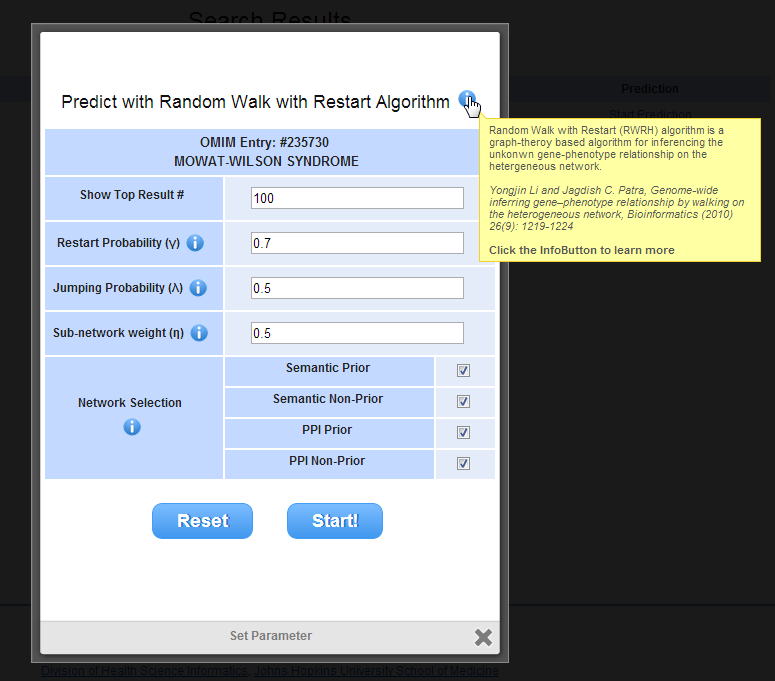 Search Results
Prediction
Start Prediction
Predict with Random Walk with Restart Algorithm
Random Walk with Restart (RWRH) algorithm is a
graph-theroy based algorithm for inferencing the
unkonwn gene-phenotype relationship on the
hetergeneous network.
Yongjin Li and Jagdish C. Patra, Genome-wide
inferring gene–phenotype relationship by walking on
the heterogeneous network, Bioinformatics (2010)
26(9): 1219-1224
Click the InfoButton to learn more
OMIM Entry: #235730
MOWAT-WILSON SYNDROME
Show Top Result # 100
Restart Probability (γ) 0.7
Jumping Probability (Λ) 0.5
Sub-network weight (η) 0.5
Network Selection
Semantic Prior
Semantic Non-Prior
PPI Prior
PPI Non-Prior
Reset Start!
Set Parameter
Division of Health Science Informatics, Johns Hopkins University School of Medicine